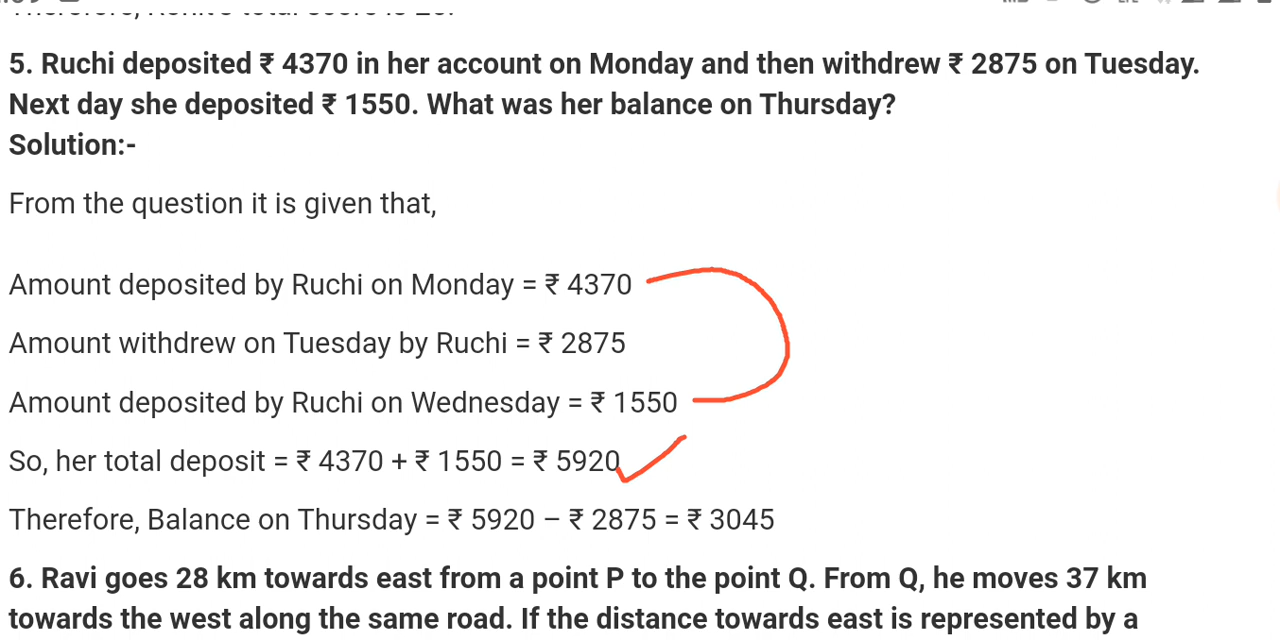 5. Ruchi deposited ₹ 4370 in her account on Monday and then withdrew ₹ 2875 on Tuesday.
Next day she deposited ₹ 1550. What was her balance on Thursday?
Solution:-
From the question it is given that,
Amount deposited by Ruchi on Monday = ₹ 4370
Amount withdrew on Tuesday by Ruchi = ₹ 2875
Amount deposited by Ruchi on Wednesday = ₹ 1550
So, her total deposit = ₹ 4370 + ₹ 1550 = ₹ 5920
Therefore, Balance on Thursday = ₹ 5920 – ₹ 2875 = ₹ 3045
6. Ravi goes 28 km towards east from a point P to the point Q. From Q, he moves 37 km
towards the west along the same road. If the distance towards east is represented by a